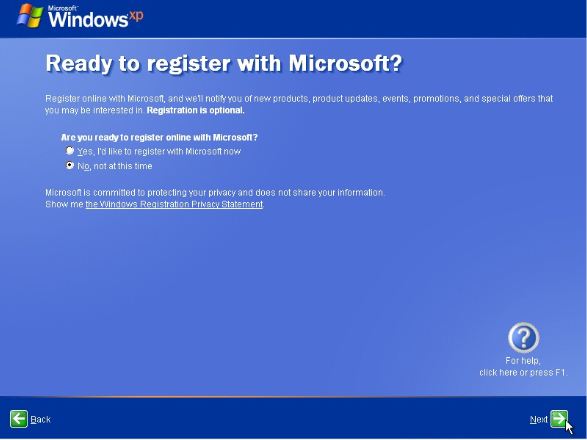 Microsoft
Windows xp
Ready to register with Microsoft?
Register online with Microsoft, and we'll notify you of new products, product updates, events, promotions, and special offers that
you may be interested in. Registration is optional.
Are you ready to register online with Microsoft?
Yes, I'd like to register with Microsoft now
No, not at this time
Microsoft is committed to protecting your privacy and does not share your information.
Show me the Windows Registration Privacy Statement.
?
For help,
click here or press F1.
Back
Next